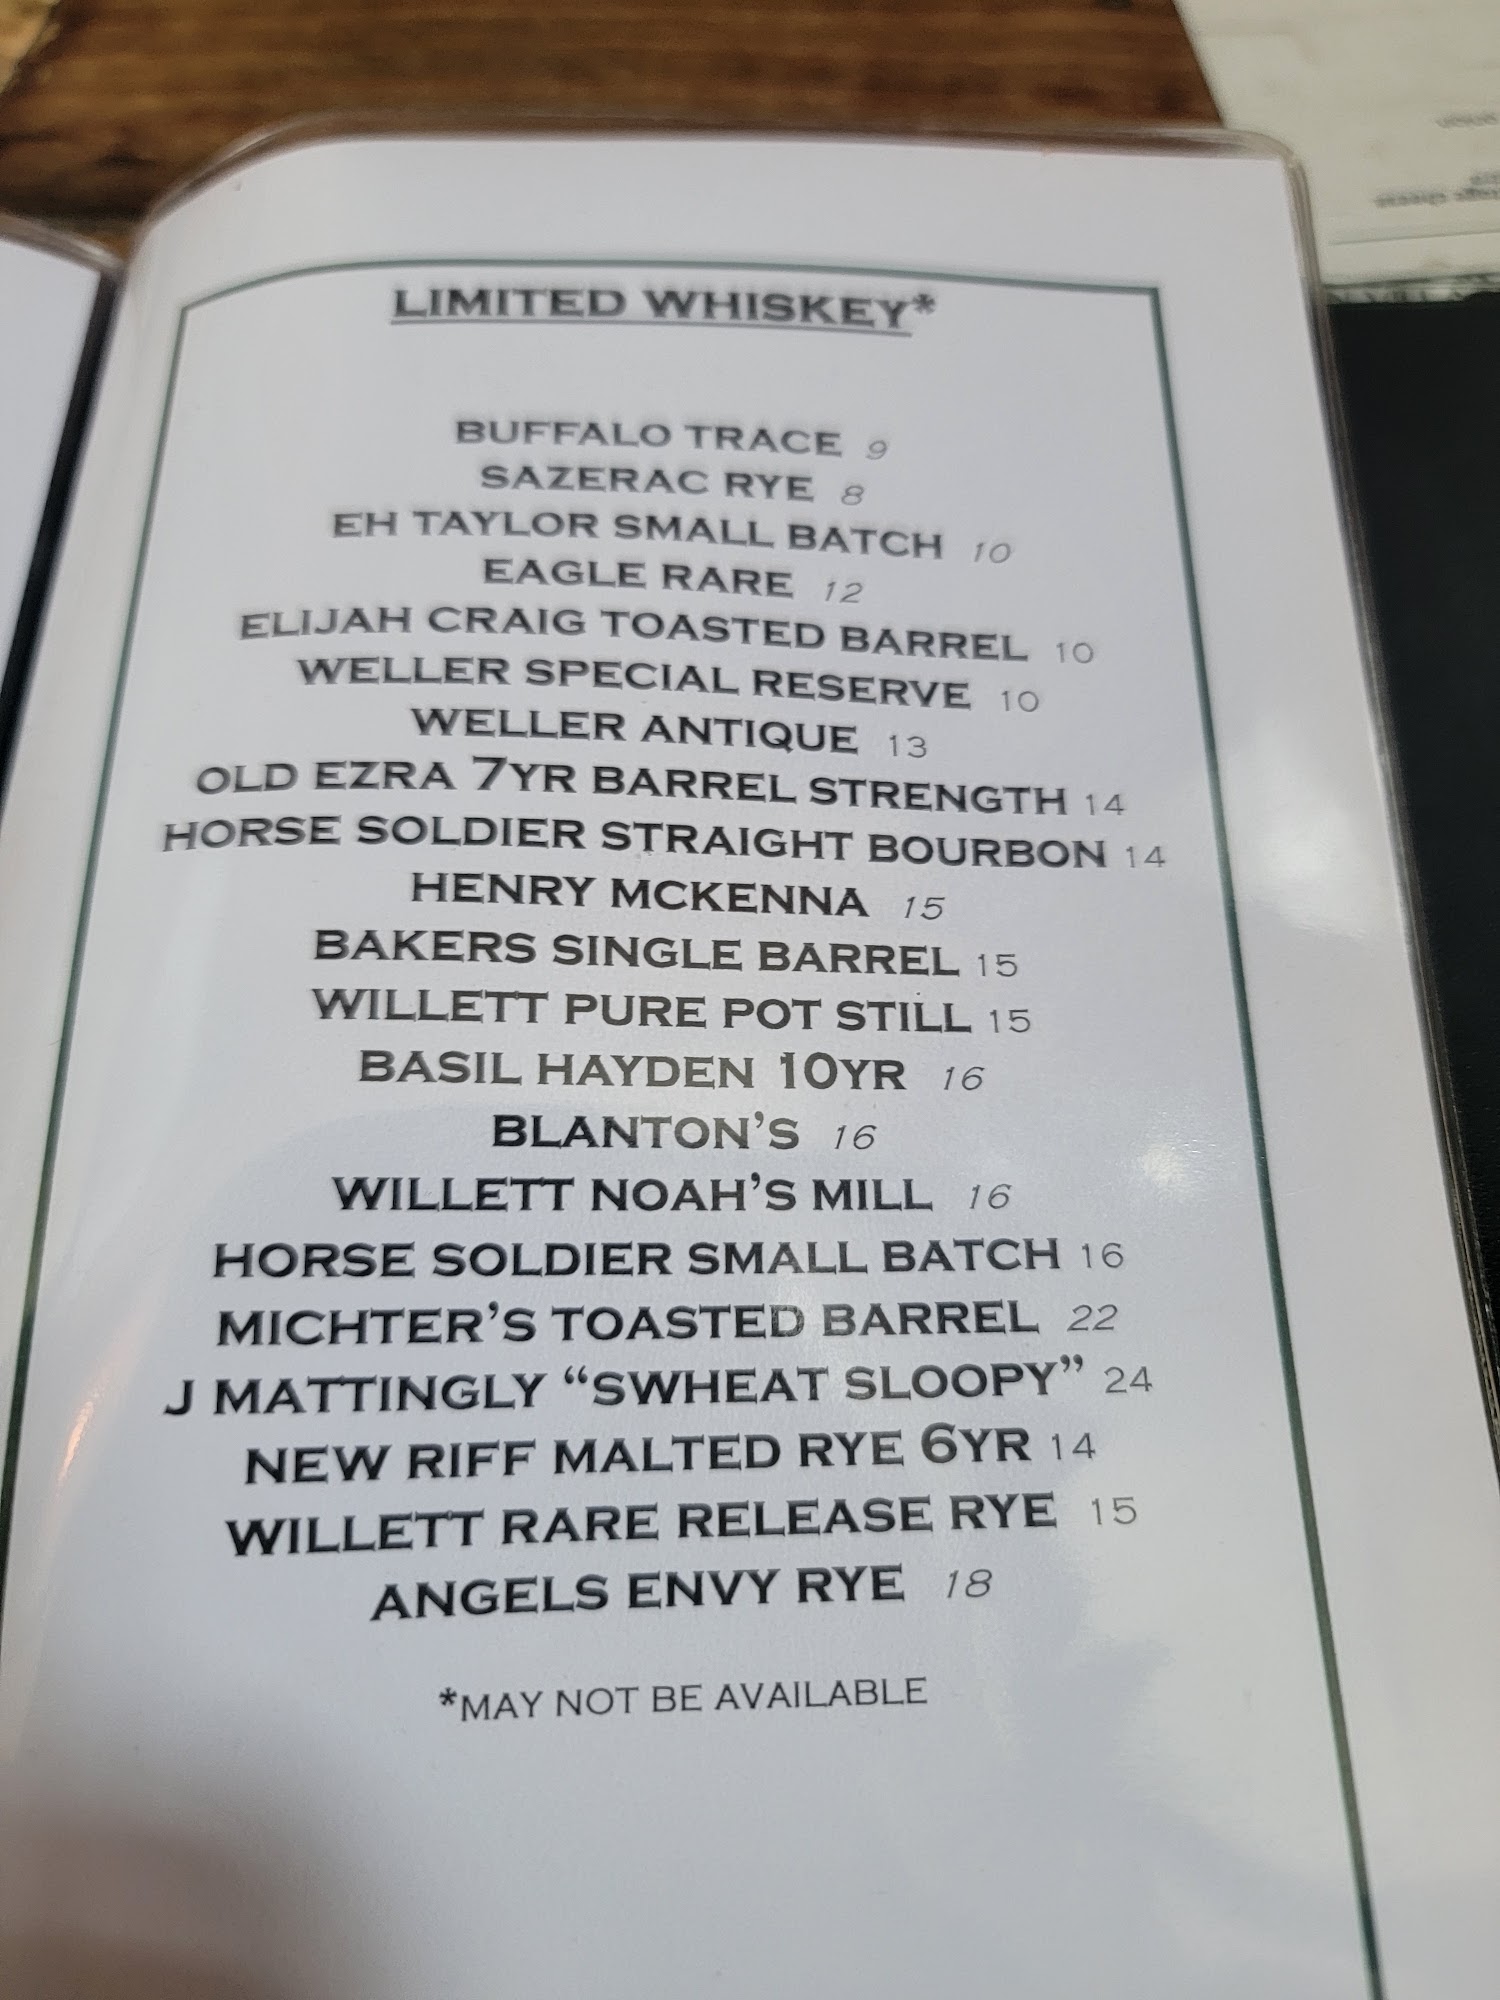 LIMITED WHISKEY*
BUFFALO TRACE 9
SAZERAC RYE 8
EH TAYLOR SMALL BATCH 10
EAGLE RARE 12
ELIJAH CRAIG TOASTED BARREL 10
WELLER SPECIAL RESERVE 10
WELLER ANTIQUE 13
OLD EZRA 7YR BARREL STRENGTH 14
HORSE SOLDIER STRAIGHT BOURBON 14
HENRY MCKENNA 15
BAKERS SINGLE BARREL 15
WILLETT PURE POT STILL 15
BASIL HAYDEN 10YR 16
BLANTON'S 16
WILLETT NOAH'S MILL 16
HORSE SOLDIER SMALL BATCH 16
MICHTER'S TOASTED BARREL 22
J MATTINGLY “SWHEAT SLOOPY” 24
NEW RIFF MALTED RYE 6YR 14
WILLETT RARE RELEASE RYE 15
ANGELS ENVY RYE 18
*MAY NOT BE AVAILABLE